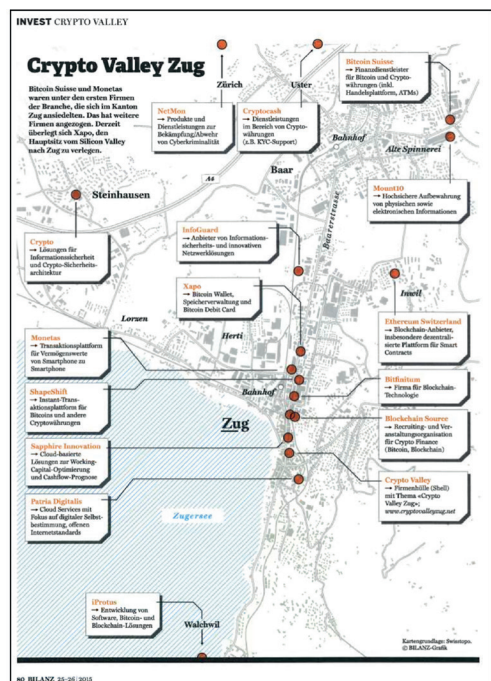 INVEST CRYPTO VALLEY
Crypto Valley Zug
Bitcoin Suisse und Monetas
waren unter den ersten Firmen
der Branche, die sich im Kanton
Zug ansiedelten. Das hat weitere
Firmen angezogen. Derzeit
überlegt sich Xapo, den
Hauptsitz vom Silicon Valley
nach Zug zu verlegen.
Zürich
Uster
Bitcoin Suisse
→ Finanzdienstleister
für Bitcoin und Crypto-
währungen (inkl.
Handelsplattform, ATMs)
NetMon
→ Produkte und
Dienstleistungen zur
Bekämpfung/Abwehr
von Cyberkriminalität
Cryptocash
→ Dienstleistungen
im Bereich von Crypto-
währungen
(z.B. KYC-Support)
Bahnhof
Alte Spinnerei
A4
Baar
Baarerstrasse
Steinhausen
Mount10
→ Hochsichere Aufbewahrung
von physischen sowie
elektronischen Informationen
Crypto
→ Lösungen für
Informationssicherheit
und Crypto-Sicherheits-
architektur
InfoGuard
→ Anbieter von Informations-
sicherheits- und innovativen
Netzwerklösungen
Inwil
Xapo
→ Bitcoin Wallet,
Speicherverwaltung und
Bitcoin Debit Card
Lorzen
Herti
Ethereum Switzerland
→ Blockchain-Anbieter,
insbesondere dezentrali-
sierte Plattform für Smart
Contracts
Monetas
→ Transaktionsplattform
für Vermögenswerte
von Smartphone zu
Smartphone
Bahnhof
Bitfinitum
→ Firma für Blockchain-
Technologie
ShapeShift
→ Instant-Trans-
aktionsplattform für
Bitcoins und andere
Cryptowährungen
Zug
Blockchain Source
→ Recruiting- und Ver-
anstaltungsorganisation
für Crypto Finance
(Bitcoin, Blockchain)
Sapphire Innovation
→ Cloud-basierte
Lösungen zur Working-
Capital-Optimierung
und Cashflow-Prognose
Crypto Valley
→ Firmenhülle (Shell)
mit Thema «Crypto
Valley Zug»;
www.cryptovalleyzug.net
Patria Digitalis
→ Cloud Services mit
Fokus auf digitaler Selbst-
bestimmung, offenen
Internetstandards
Zugersee
iProtus
→ Entwicklung von
Software, Bitcoin- und
Blockchain-Lösungen
Walchwil
Kartengrundlage: Swisstopo.
© BILANZ-Grafik
80 BILANZ 25-26 | 2015